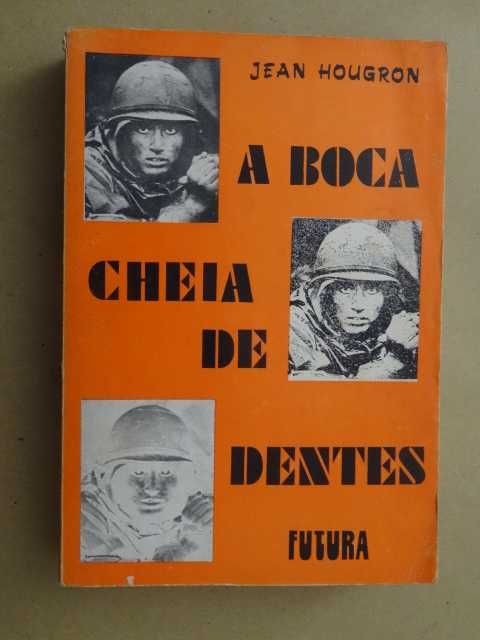 JEAN HOUGRON
A BOCA
CHEIA
DE
DENTES
FUTURA